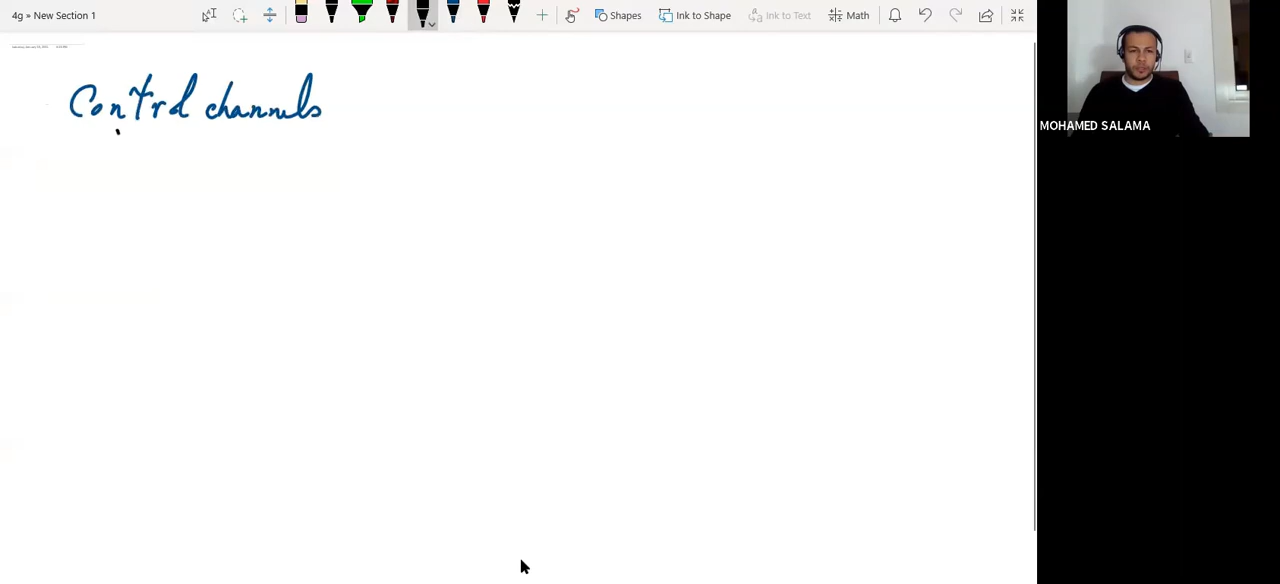 4g » New Section 1
Shapes
Ink to Shape
Ink to Text
Math
Control channels
MOHAMED SALAMA